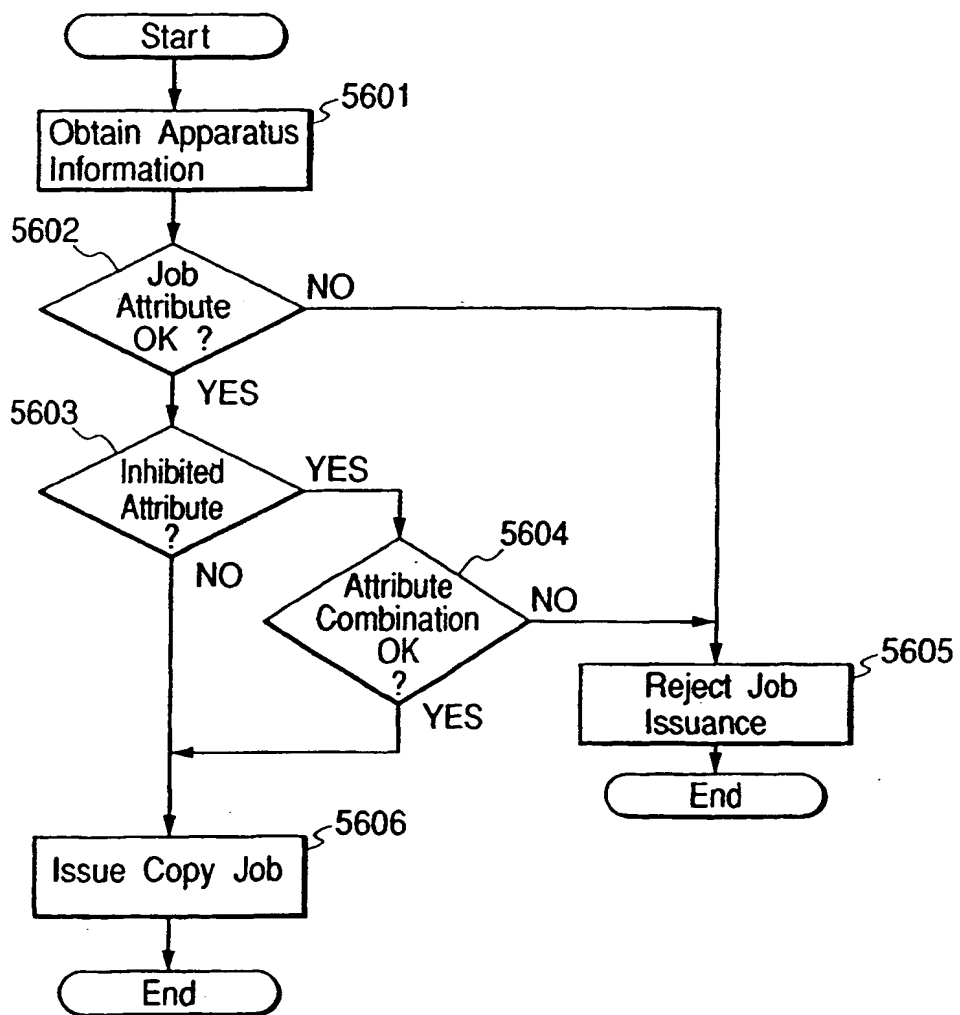 Start
5601
Obtain Apparatus
Information
5602
Job
Attribute
OK ?
NO
YES
5603
Inhibited
Attribute
?
YES
NO
5604
Attribute
Combination
OK
?
NO
YES
5605
Reject Job
Issuance
End
5606
Issue Copy Job
End